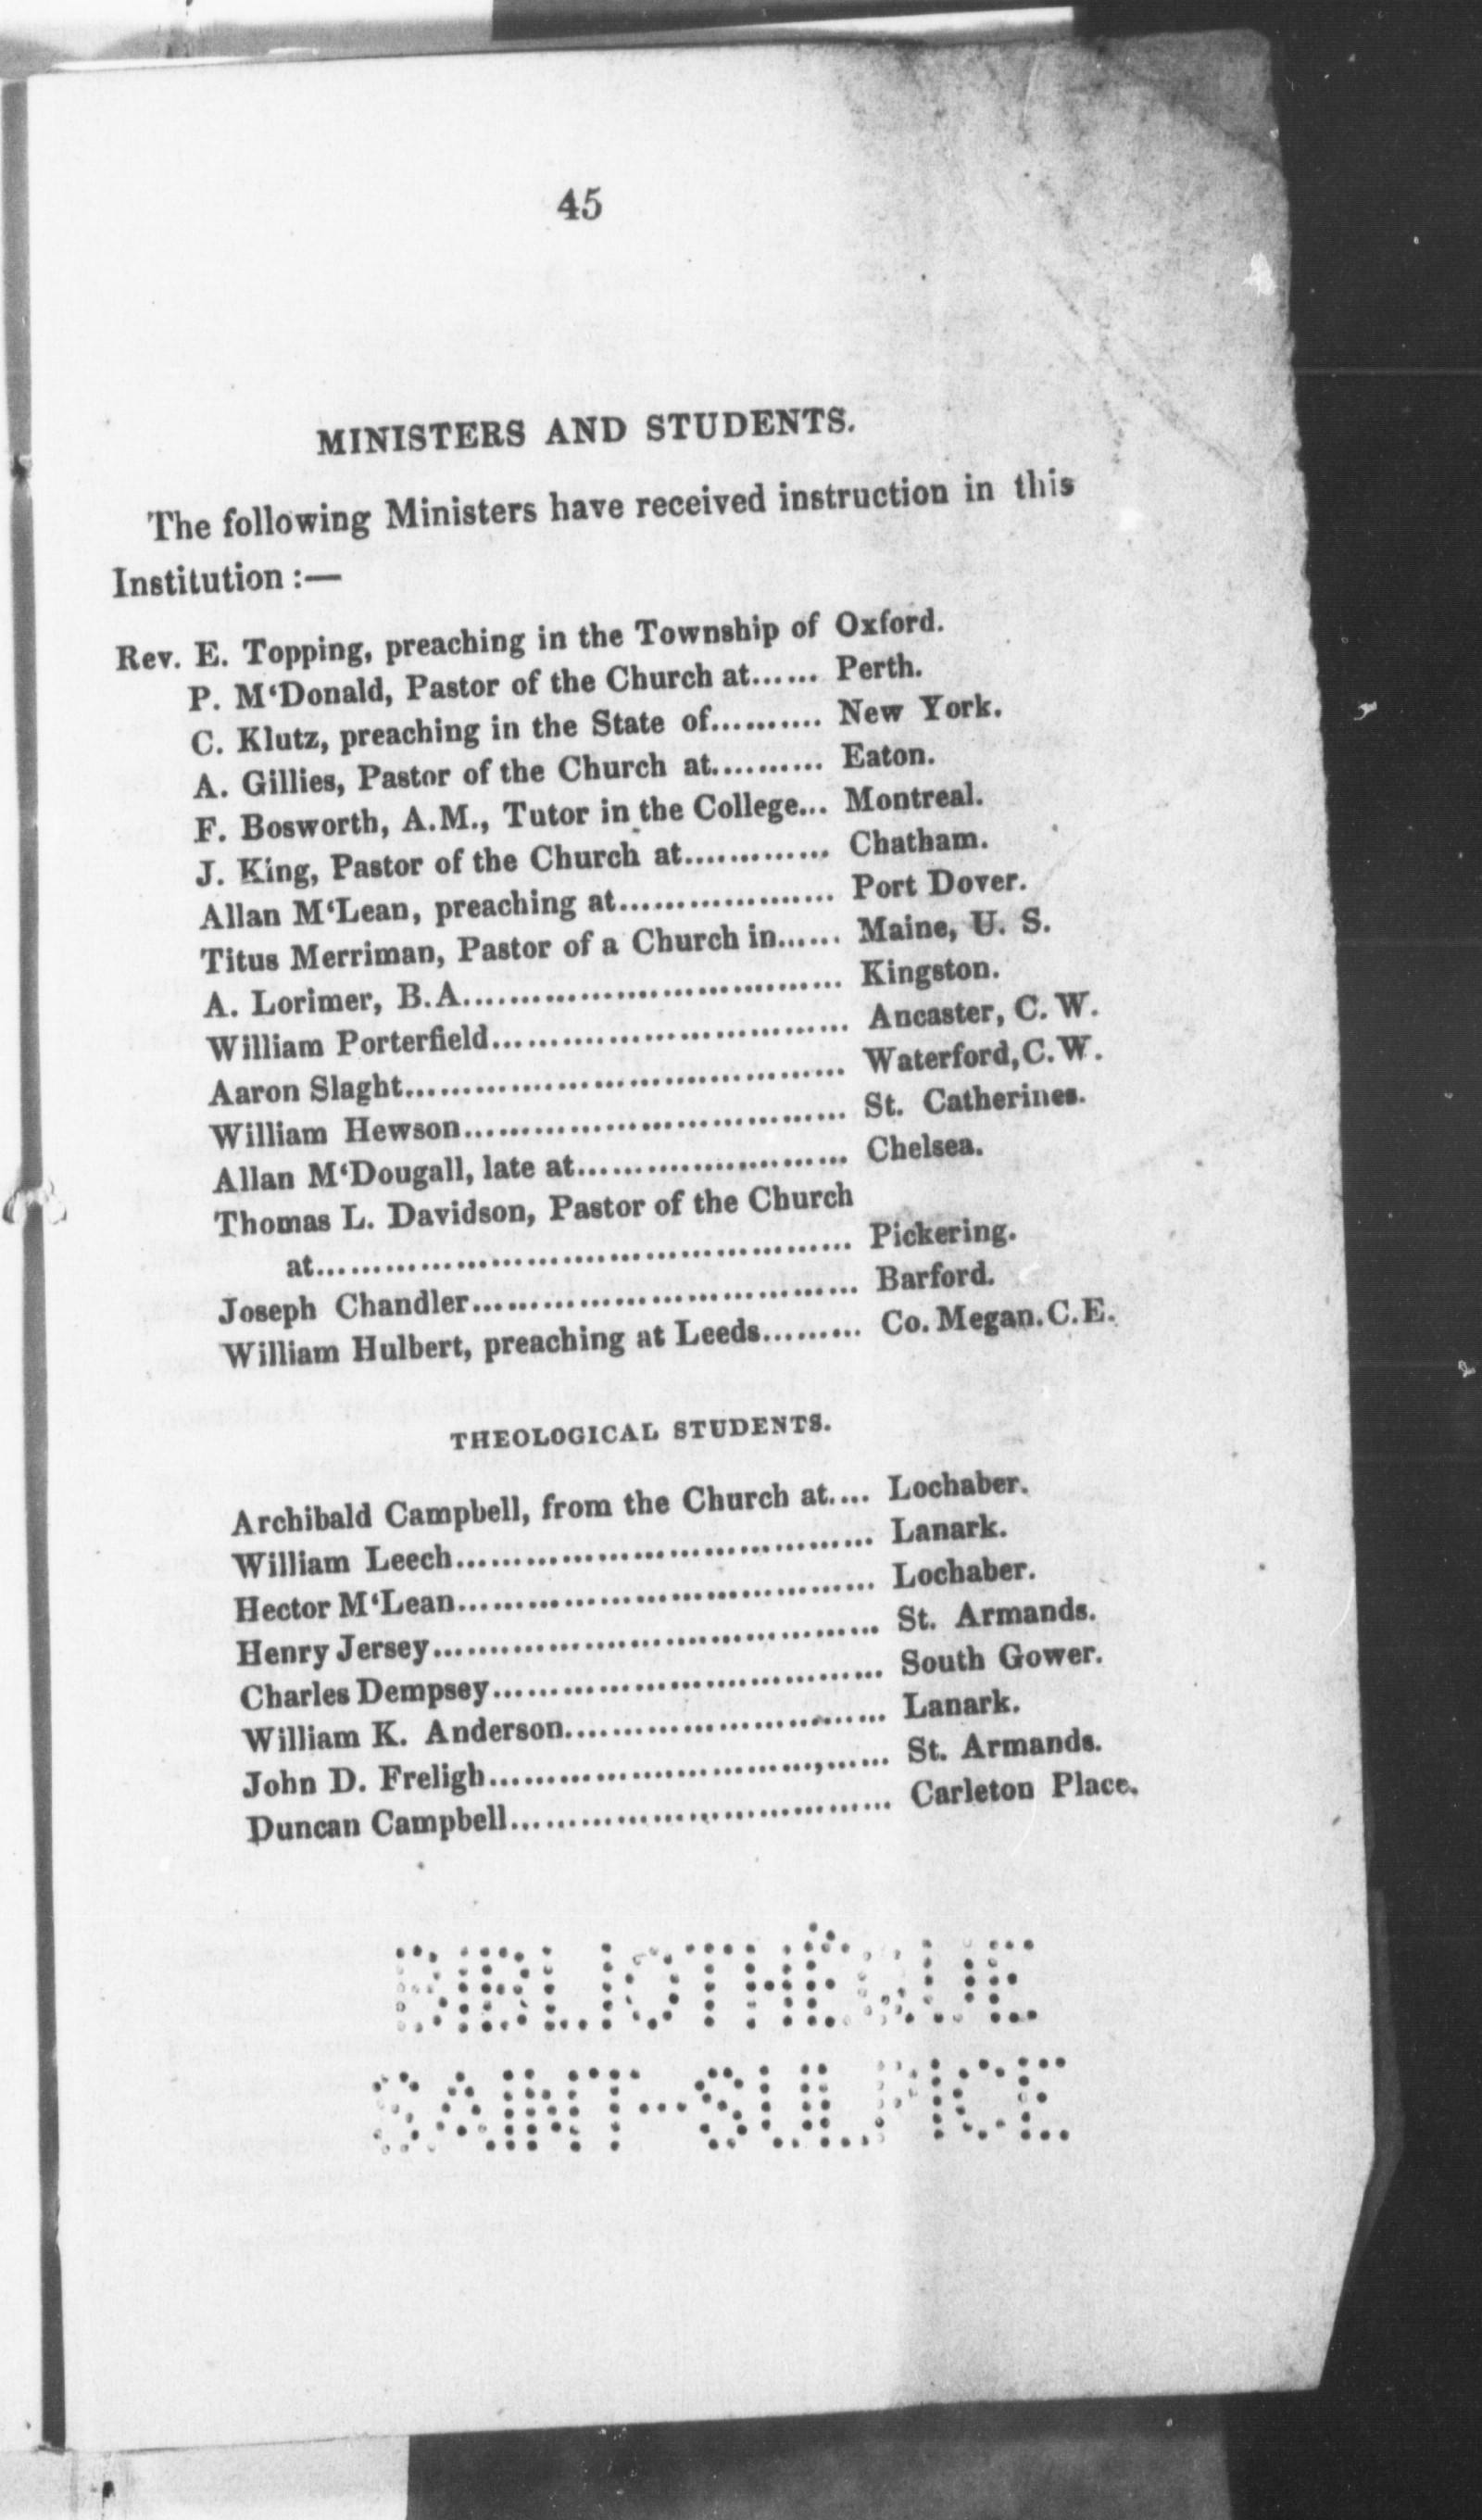 45
MINISTERS AND STUDENTS.
The following Ministers have received instruction in this
Institution :—
Rev. E. Topping, preaching in the Township of Oxford.
P. M‘Donald, Pastor of the Church at...... Perth.
C. Klutz, preaching in the State of.......... New York.
A. Gillies, Pastor of the Church at.......... Eaton.
F. Bosworth, A.M., Tutor in the College... Montreal.
J. King, Pastor of the Church at............. Chatham.
Allan M‘Lean, preaching at................... Port Dover.
Titus Merriman, Pastor of a Church in...... Maine, U. S.
A. Lorimer, B.A................................. Kingston.
William Porterfield............................... Ancaster, C. W.
Aaron Slaght...................................... Waterford, C.W.
William Hewson................................. St. Catherines.
Allan M‘Dougall, late at....................... Chelsea.
Thomas L. Davidson, Pastor of the Church
at.............................................. Pickering.
Joseph Chandler................................. Barford.
William Hulbert, preaching at Leeds......... Co. Megan. C.E.
THEOLOGICAL STUDENTS.
Archibald Campbell, from the Church at.... Lochaber.
William Leech.................................... Lanark.
Hector M‘Lean.................................... Lochaber.
Henry Jersey...................................... St. Armands.
Charles Dempsey................................. South Gower.
William K. Anderson........................... Lanark.
John D. Freligh............................,...... St. Armands.
Duncan Campbell................................ Carleton Place.
BIBLIOTHÈQUE
SAINT-SULPICE